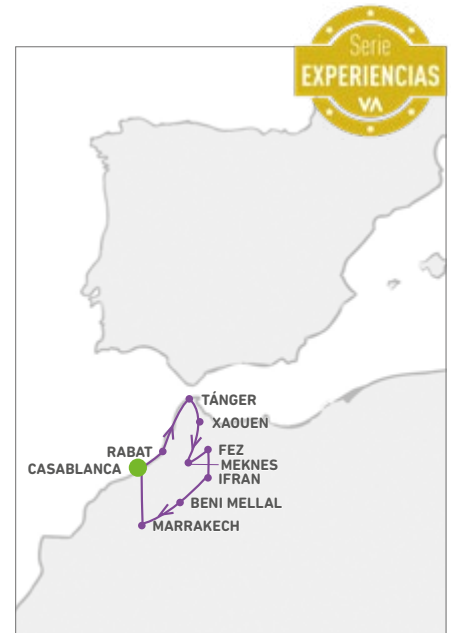 Serie
EXPERIENCIAS
VA
TÁNGER
XAOUEN
RABAT
FEZ
CASABLANCA
MEKNES
IFRAN
BENI MELLAL
MARRAKECH